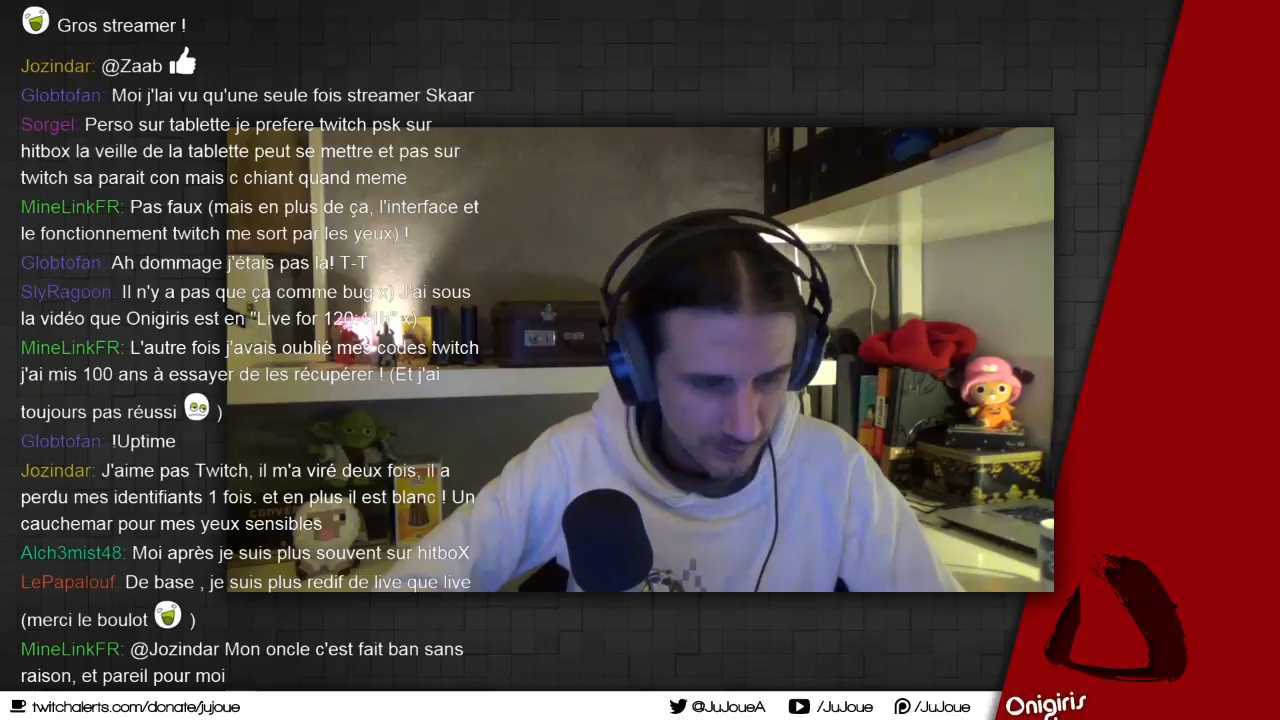 Gros streamer !
Jozindar: @Zaab
Globtofan: Moi j'lai vu qu'une seule fois streamer Skaar
Sorgel: Perso sur tablette je prefere twitch psk sur
hitbox la veille de la tablette peut se mettre et pas sur
twitch sa parait con mais c chiant quand meme
MineLinkFR: Pas faux (mais en plus de ça, l'interface et
le fonctionnement twitch me sort par les yeux) !
Globtofan: Ah dommage j'étais pas la! T-T
SlyRagoon: Il n'y a pas que ça comme bug x) J'ai sous
la vidéo que Onigiris est en "Live for 120:41h" x)
MineLinkFR: L'autre fois j'avais oublié mes codes twitch
j'ai mis 100 ans à essayer de les récupérer ! (Et j'ai
toujours pas réussi )
Globtofan: !Uptime
Jozindar: J'aime pas Twitch, il m'a viré deux fois, il a
perdu mes identifiants 1 fois. et en plus il est blanc ! Un
cauchemar pour mes yeux sensibles
Alch3mist48: Moi après je suis plus souvent sur hitboX
LePapalouf: De base , je suis plus redif de live que live
(merci le boulot )
MineLinkFR: @Jozindar Mon oncle c'est fait ban sans
raison, et pareil pour moi
twitchalerts.com/donate/jujoue
@JuJoueA
/JuJoue
/JuJoue
Onigiris